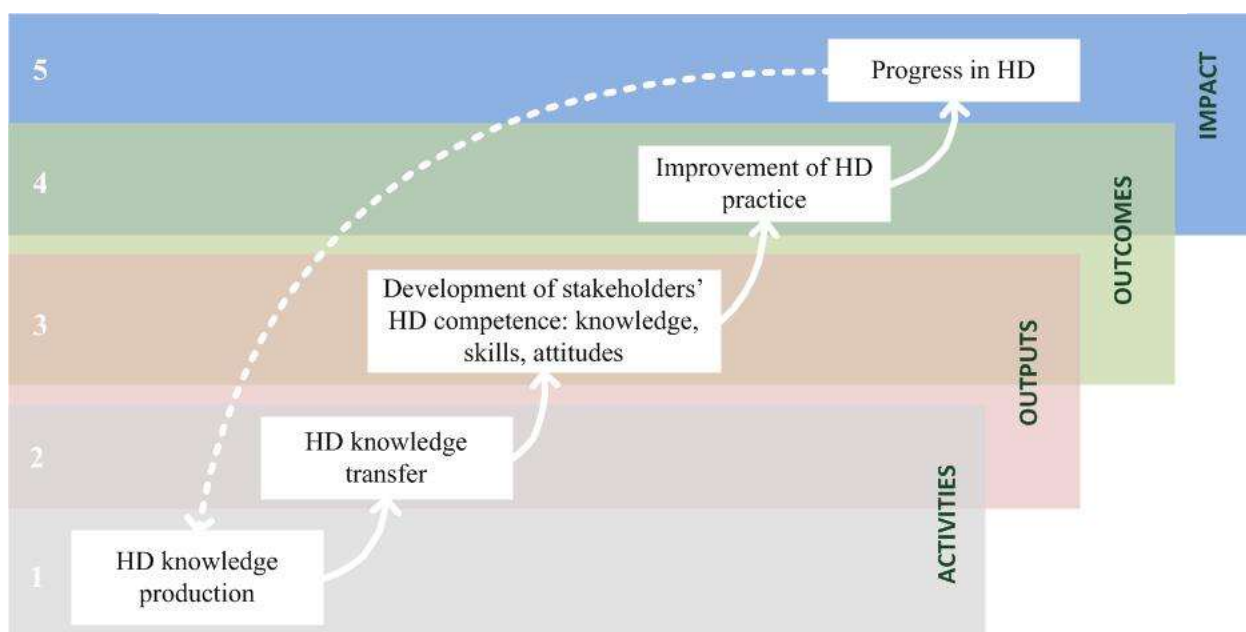 5
Progress in HD
IMPACT
4
Improvement of HD
practice
OUTCOMES
3
Development of stakeholders’
HD competence: knowledge,
skills, attitudes
OUTPUTS
2
HD knowledge
transfer
ACTIVITIES
1
HD knowledge
production